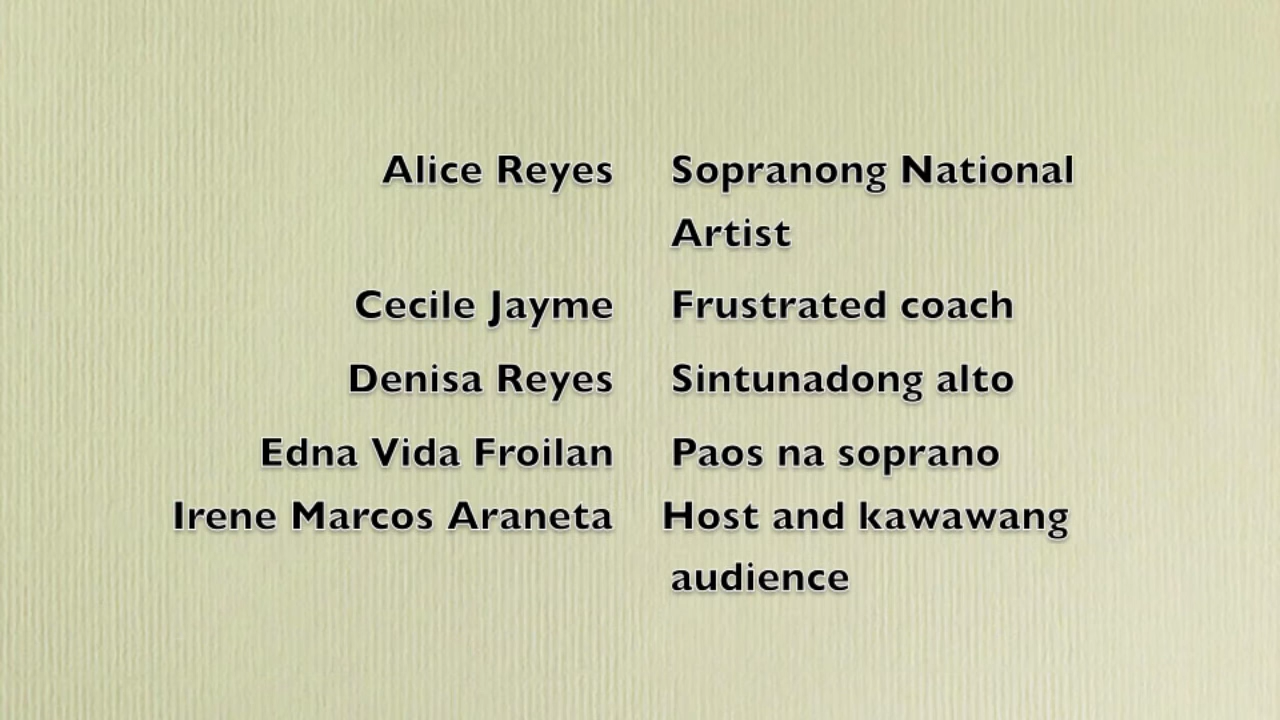 Alice Reyes Sopranong National
Artist
Cecile Jayme Frustrated coach
Denisa Reyes Sintunadong alto
Edna Vida Froilan Paos na soprano
Irene Marcos Araneta Host and kawawang
audience